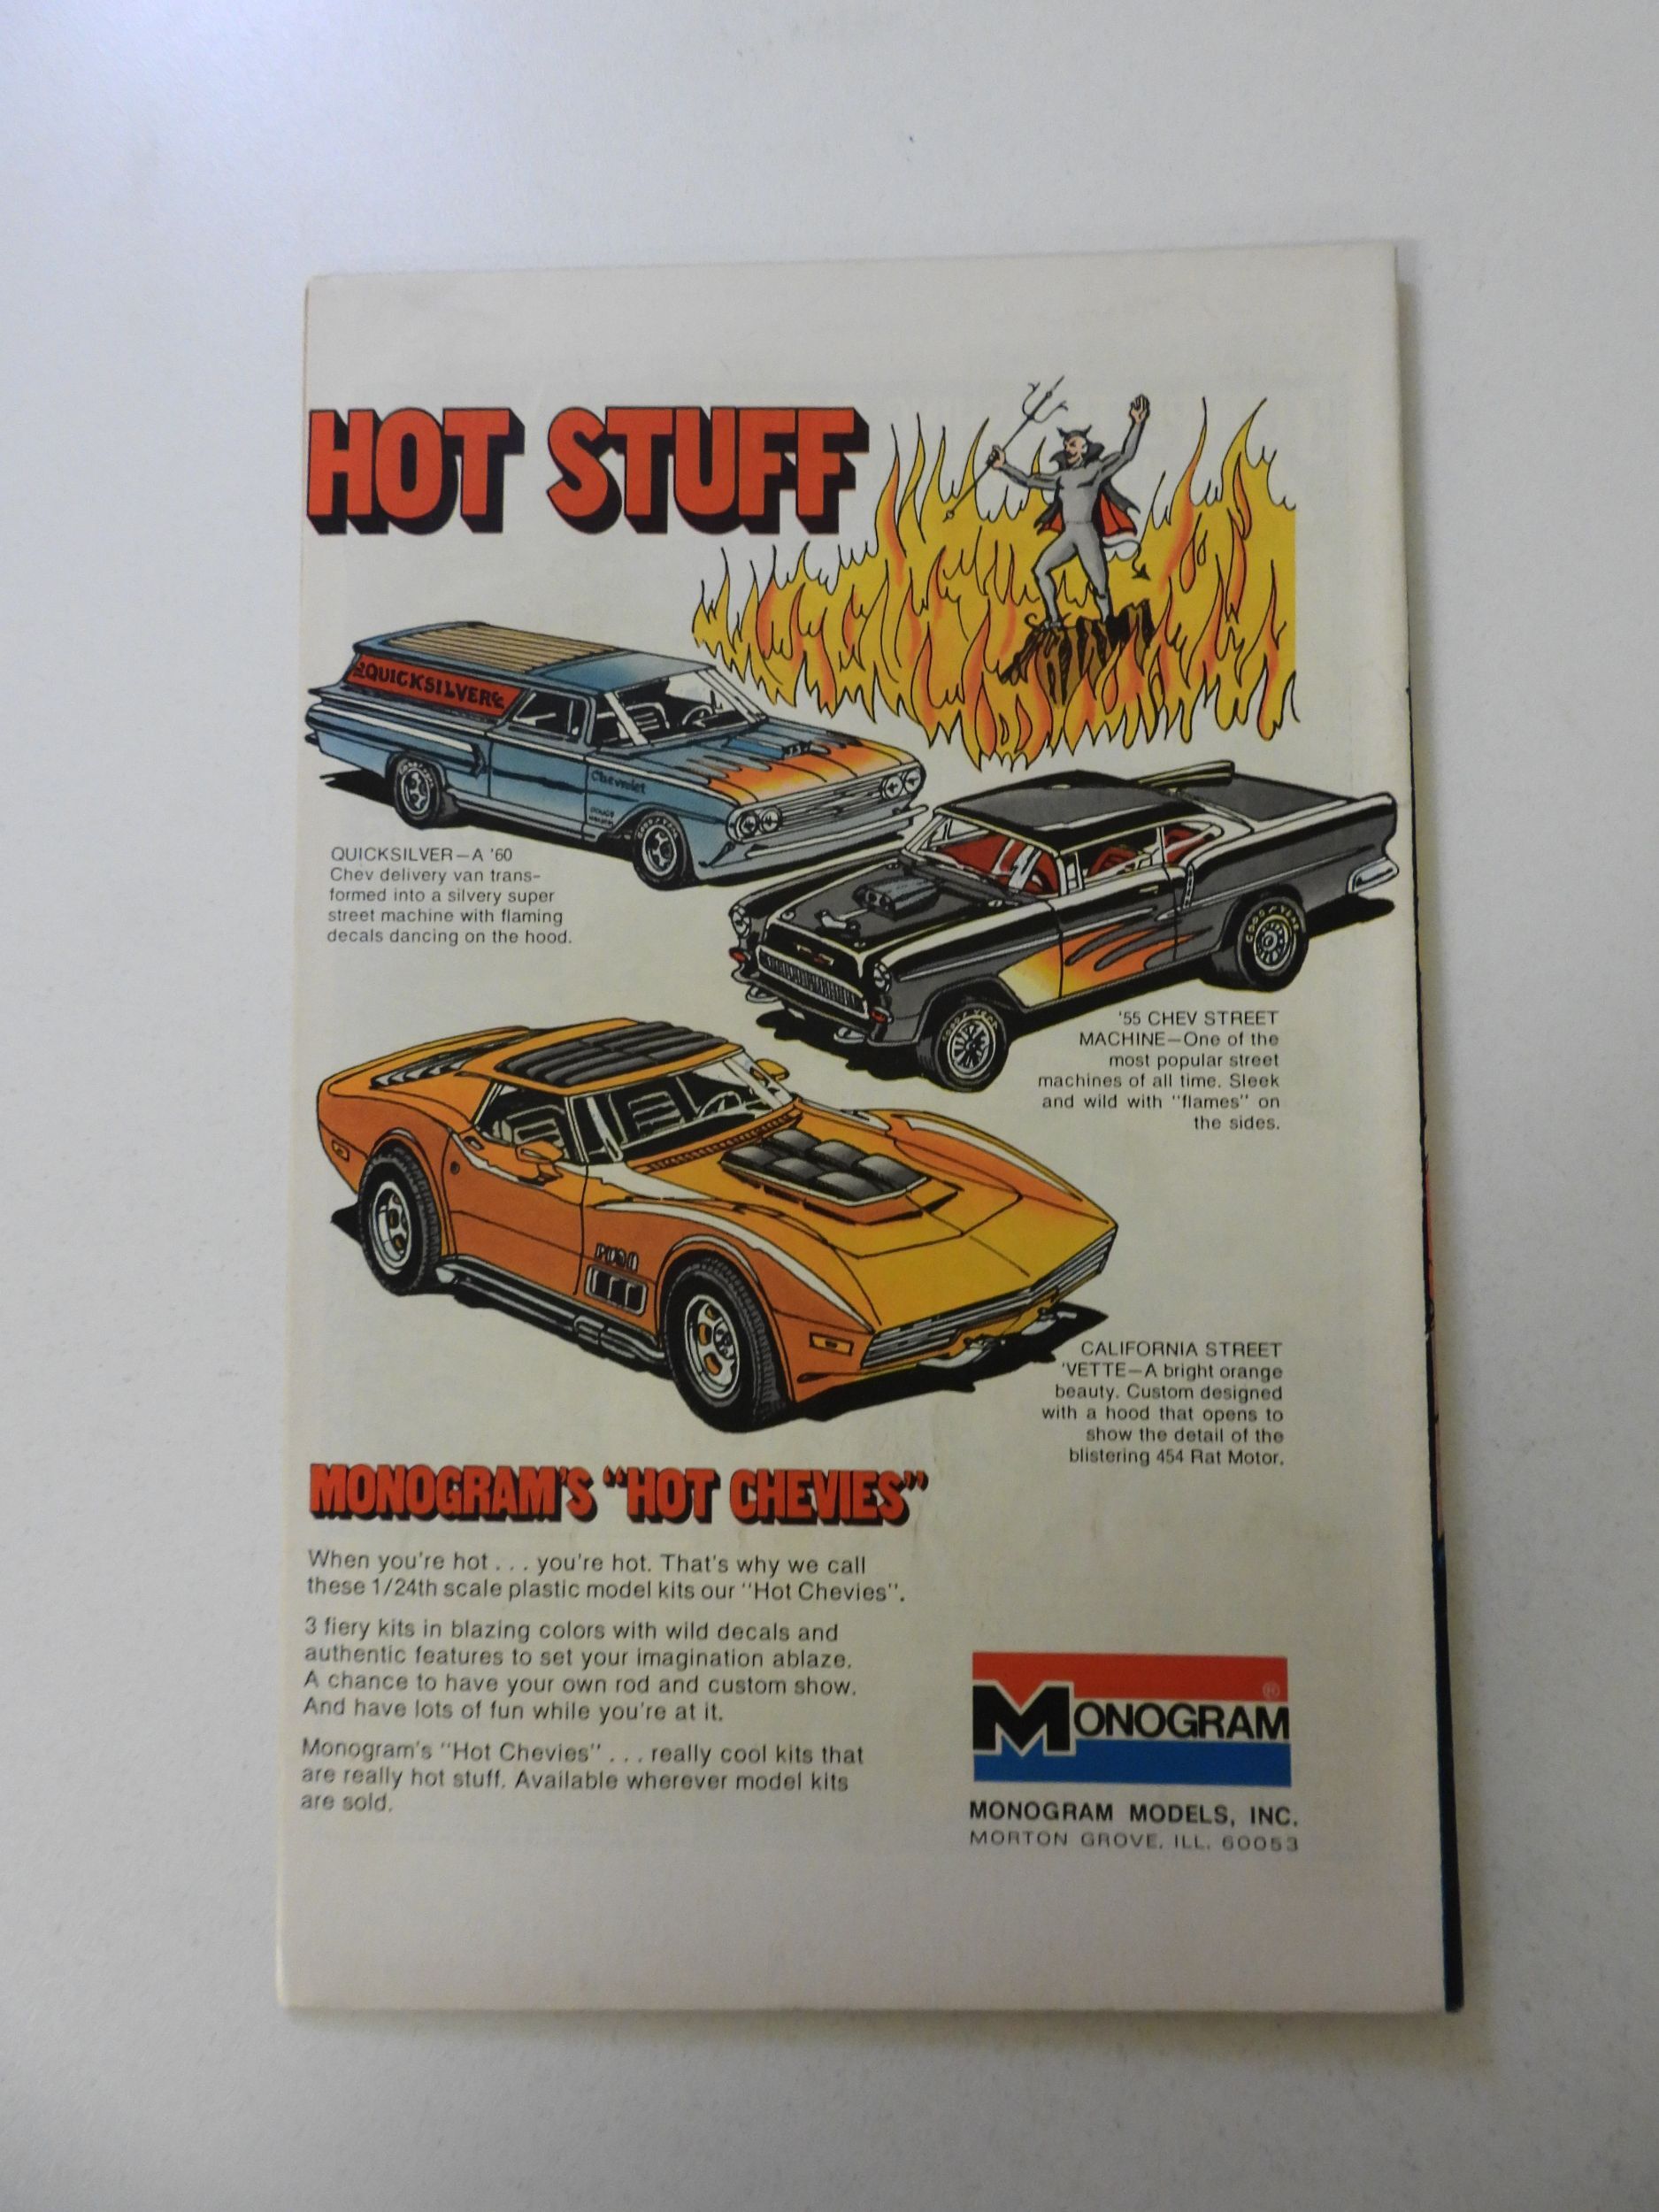 HOT STUFF
QUICKSILVER
Chevrolet
QUICKSILVER—A '60
Chev delivery van trans-
formed into a silvery super
street machine with flaming
decals dancing on the hood.
GOOD YEAR
GOOD YEAR
'55 CHEV STREET
MACHINE—One of the
most popular street
machines of all time. Sleek
and wild with "flames" on
the sides.
CALIFORNIA STREET
'VETTE—A bright orange
beauty. Custom designed
with a hood that opens to
show the detail of the
blistering 454 Rat Motor.
MONOGRAM'S "HOT CHEVIES"
When you're hot . . . you're hot. That's why we call
these 1/24th scale plastic model kits our "Hot Chevies".
3 fiery kits in blazing colors with wild decals and
authentic features to set your imagination ablaze.
A chance to have your own rod and custom show.
And have lots of fun while you're at it.
Monogram's "Hot Chevies" . . . really cool kits that
are really hot stuff. Available wherever model kits
are sold.
MONOGRAM®
MONOGRAM MODELS, INC.
MORTON GROVE, ILL. 60053